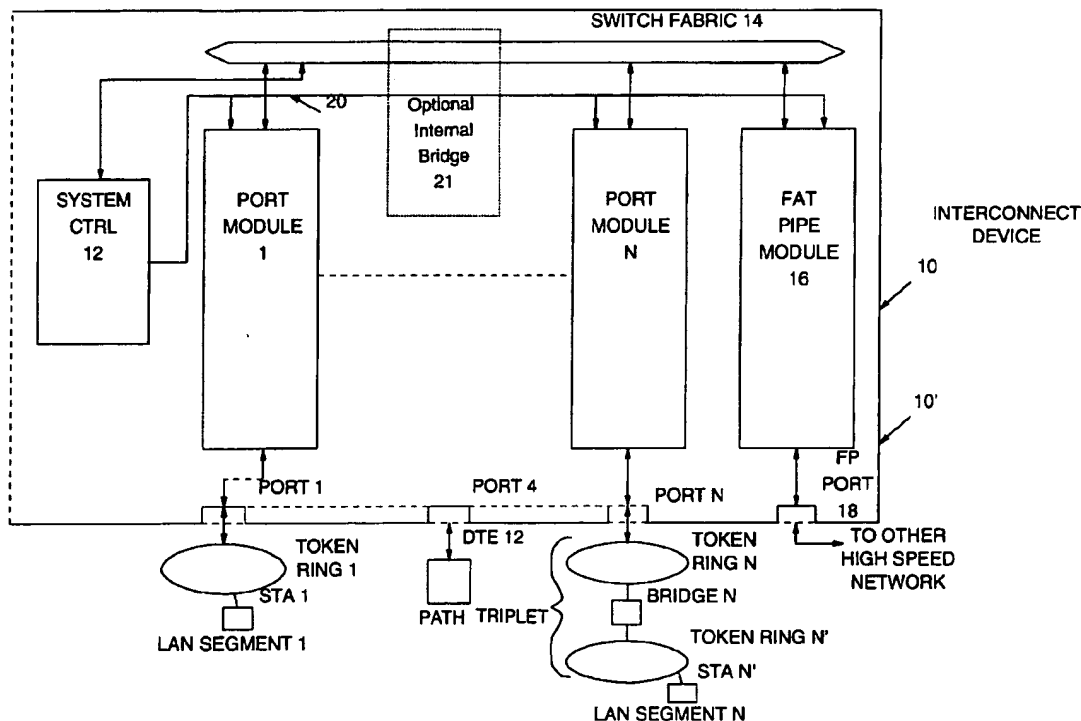 SWITCH FABRIC 14
20
Optional
Internal
Bridge
21
SYSTEM
CTRL
12
PORT
MODULE
1
PORT
MODULE
N
FAT
PIPE
MODULE
16
INTERCONNECT
DEVICE
10
10'
PORT 1
PORT 4
PORT N
FP
PORT
18
DTE 12
TOKEN
RING 1
STA 1
LAN SEGMENT 1
PATH
TRIPLET
TOKEN
RING N
BRIDGE N
TOKEN RING N'
STA N'
LAN SEGMENT N
TO OTHER
HIGH SPEED
NETWORK